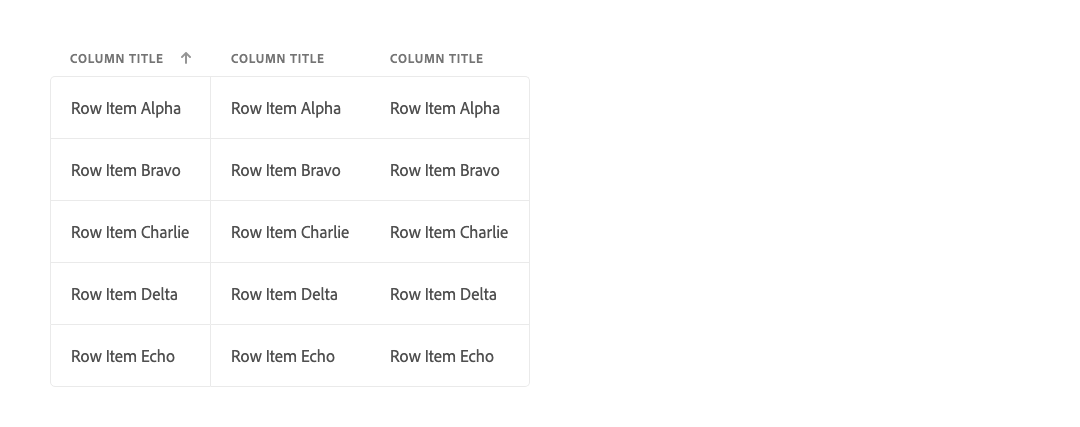 COLUMN TITLE COLUMN TITLE COLUMN TITLE
Row Item Alpha Row Item Alpha Row Item Alpha
Row Item Bravo Row Item Bravo Row Item Bravo
Row Item Charlie Row Item Charlie Row Item Charlie
Row Item Delta Row Item Delta Row Item Delta
Row Item Echo Row Item Echo Row Item Echo